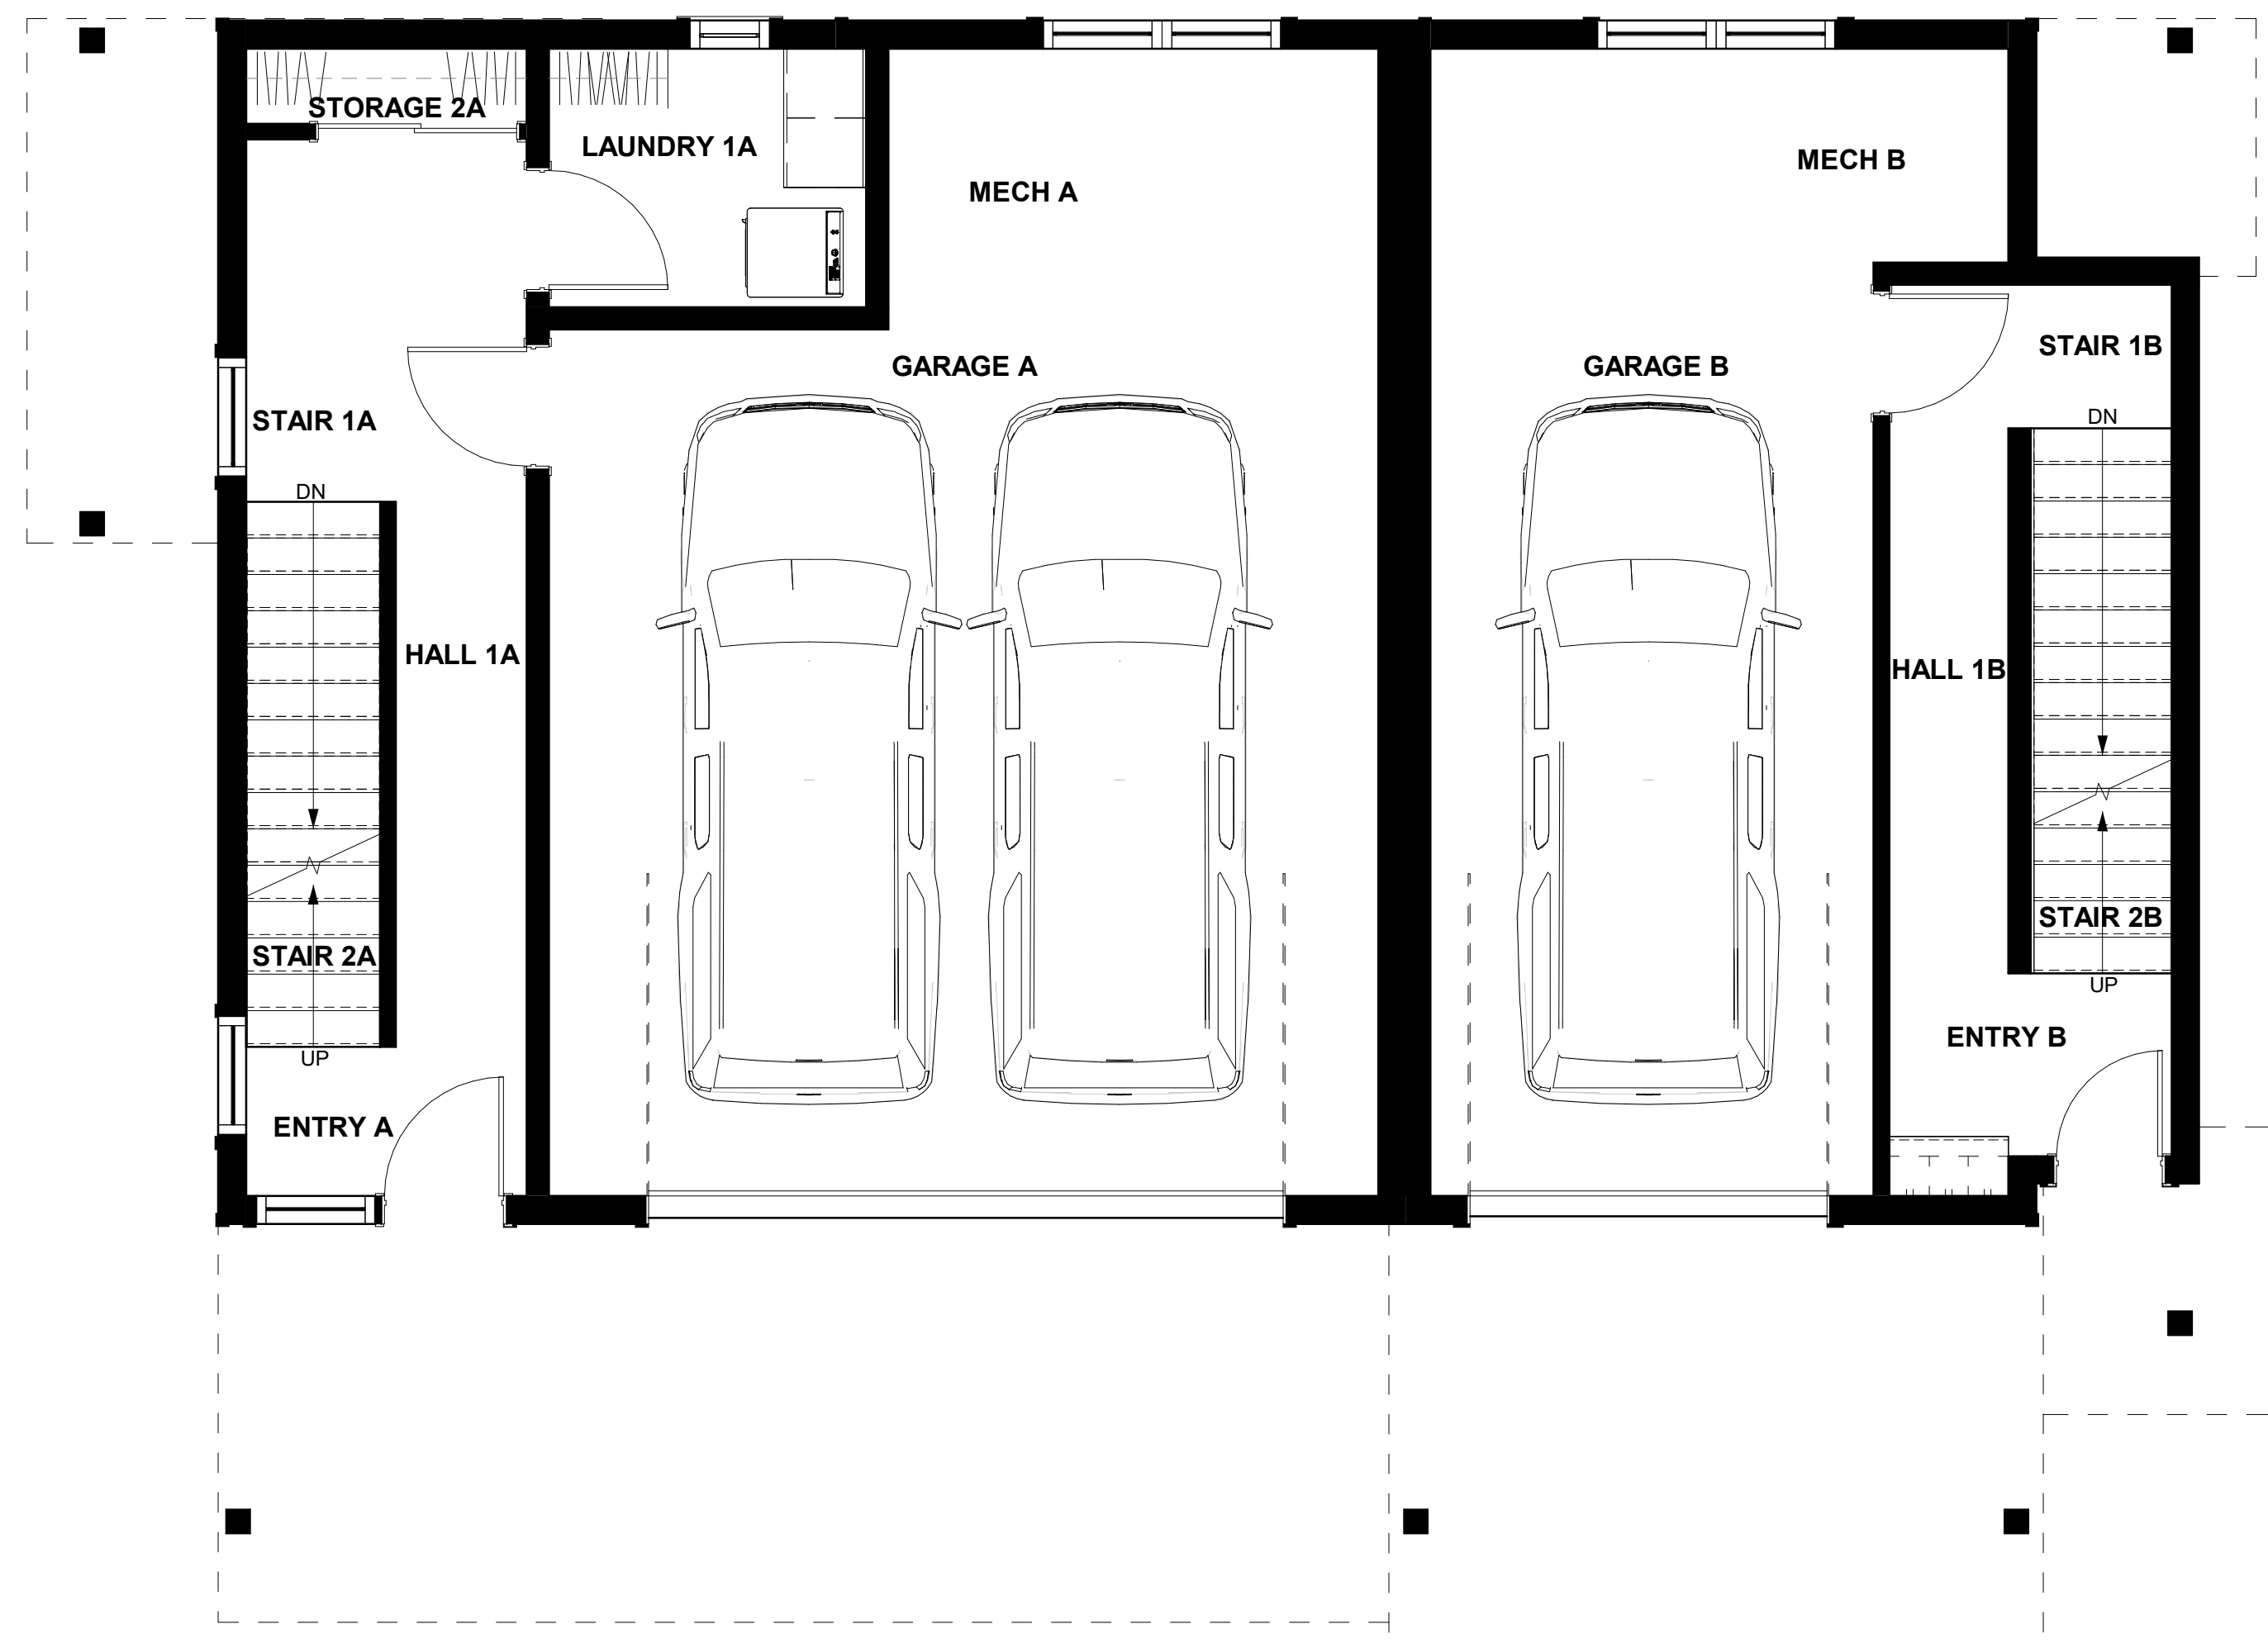 STORAGE 2A
LAUNDRY 1A
MECH A
MECH B
GARAGE A
GARAGE B
STAIR 1B
STAIR 1A
DN
DN
HALL 1A
HALL 1B
STAIR 2A
STAIR 2B
UP
UP
ENTRY A
ENTRY B